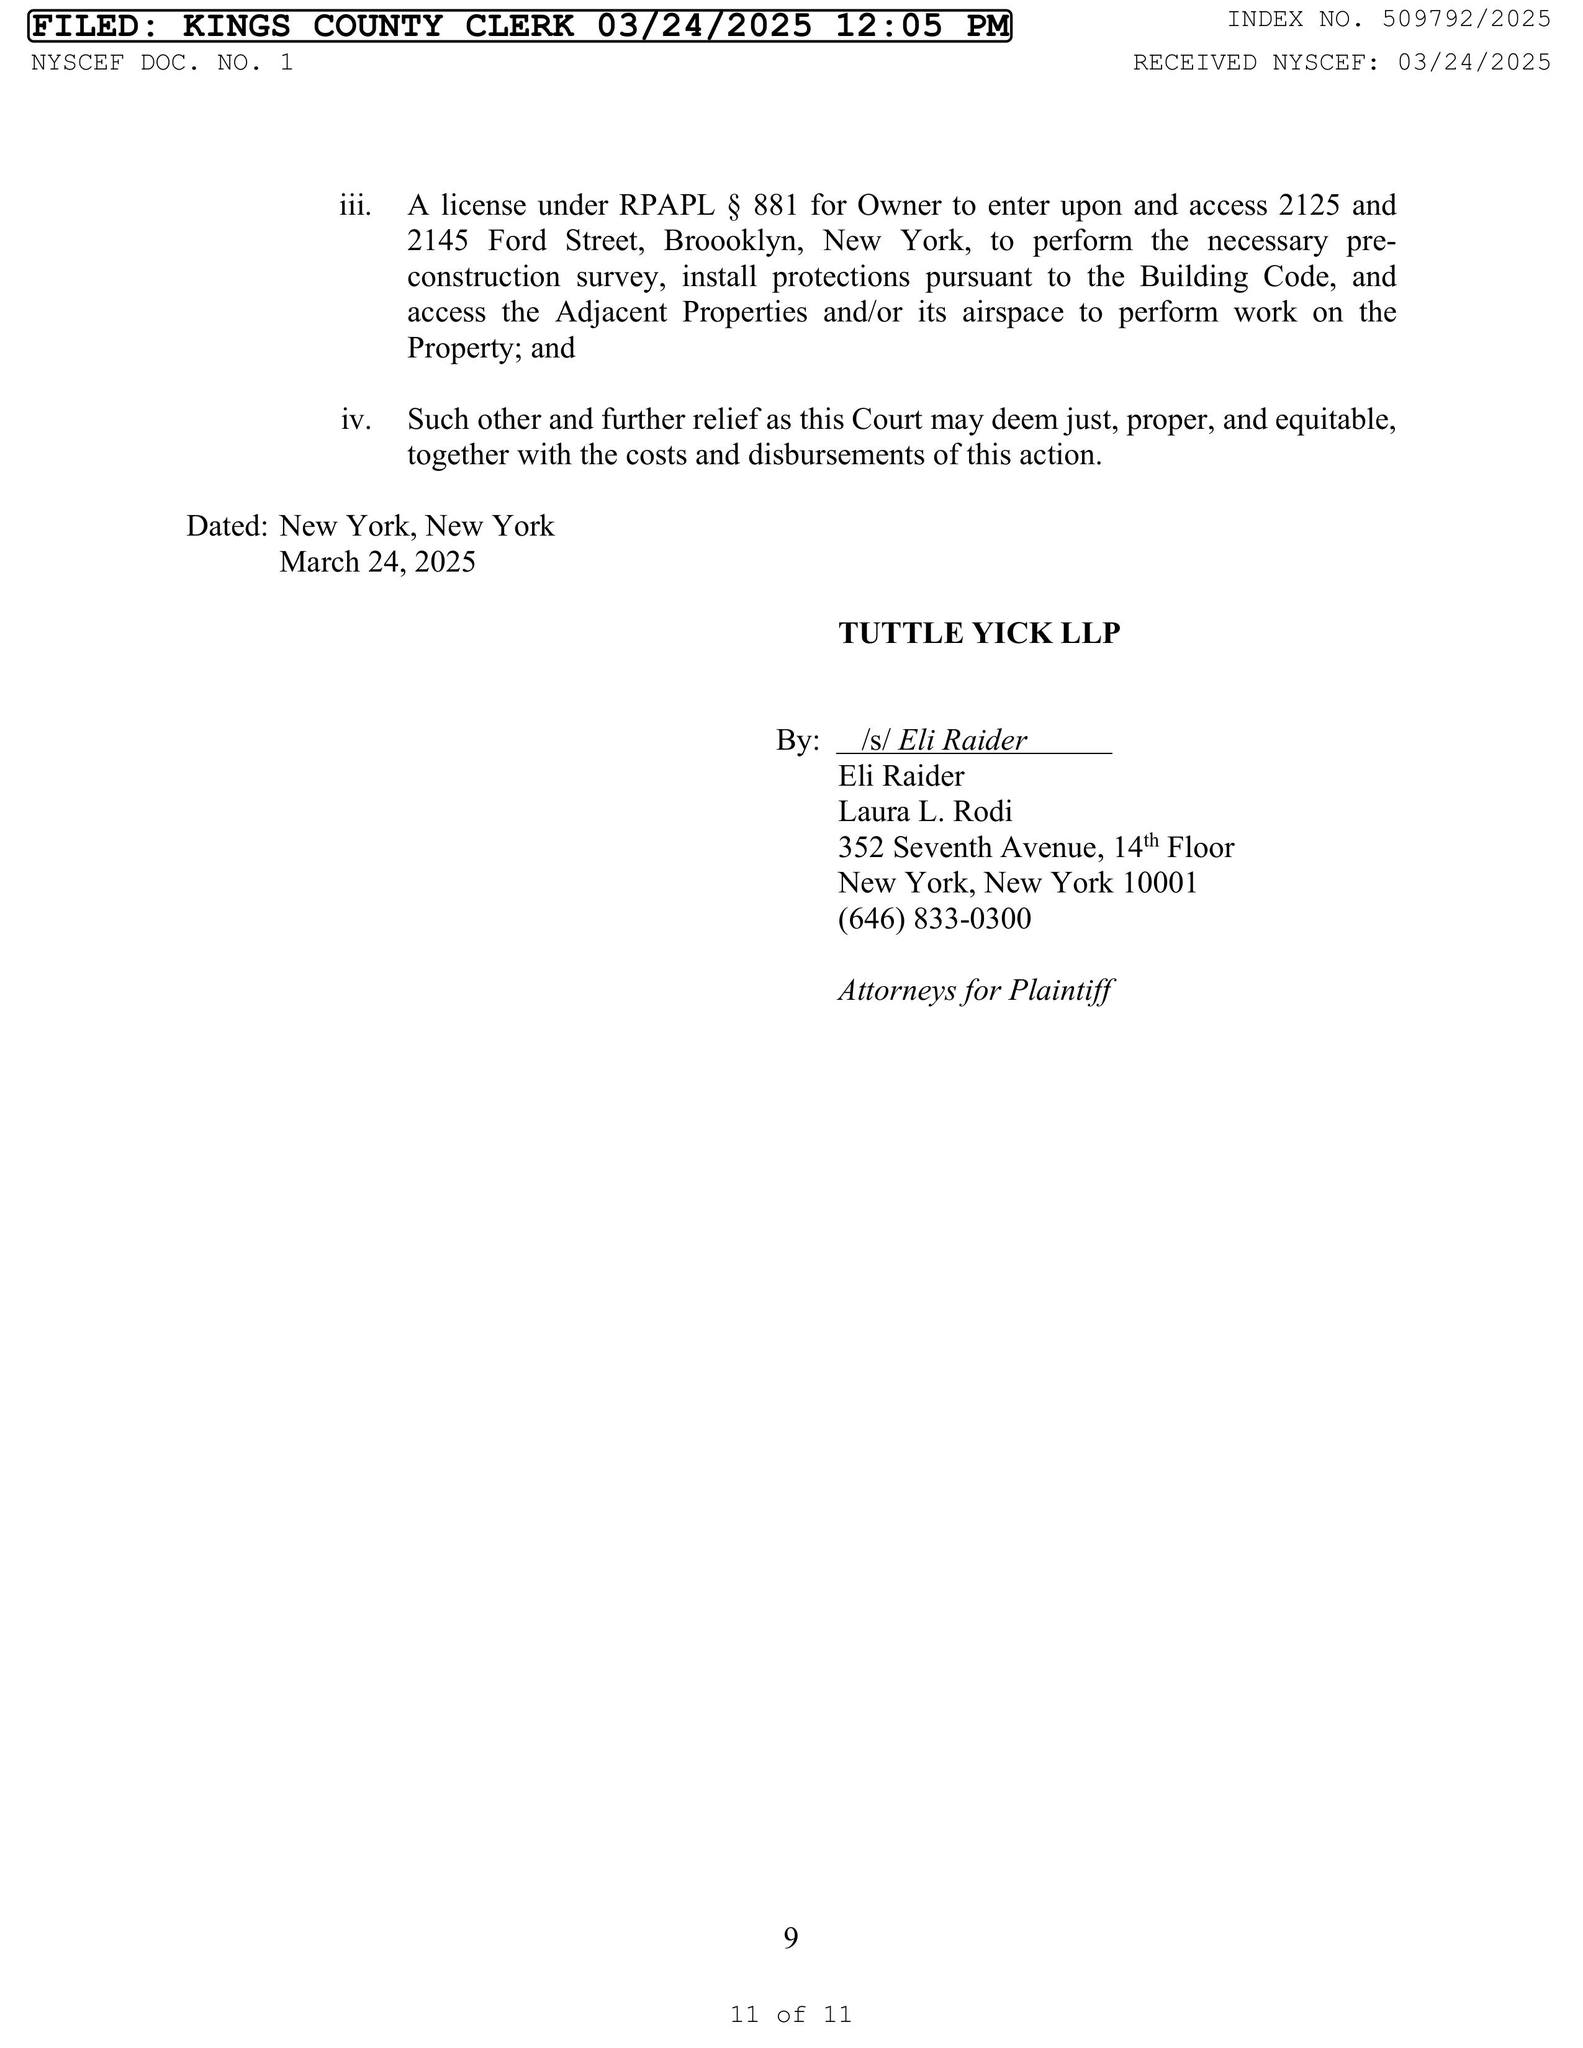 FILED: KINGS COUNTY CLERK 03/24/2025 12:05 PM
INDEX NO. 509792/2025
NYSCEF DOC. NO. 1
RECEIVED NYSCEF: 03/24/2025
iii. A license under RPAPL § 881 for Owner to enter upon and access 2125 and
2145 Ford Street, Broooklyn, New York, to perform the necessary pre-
construction survey, install protections pursuant to the Building Code, and
access the Adjacent Properties and/or its airspace to perform work on the
Property; and
iv. Such other and further relief as this Court may deem just, proper, and equitable,
together with the costs and disbursements of this action.
Dated: New York, New York
March 24, 2025
TUTTLE YICK LLP
By: /s/ Eli Raider
Eli Raider
Laura L. Rodi
352 Seventh Avenue, 14th Floor
New York, New York 10001
(646) 833-0300
Attorneys for Plaintiff
9
11 of 11